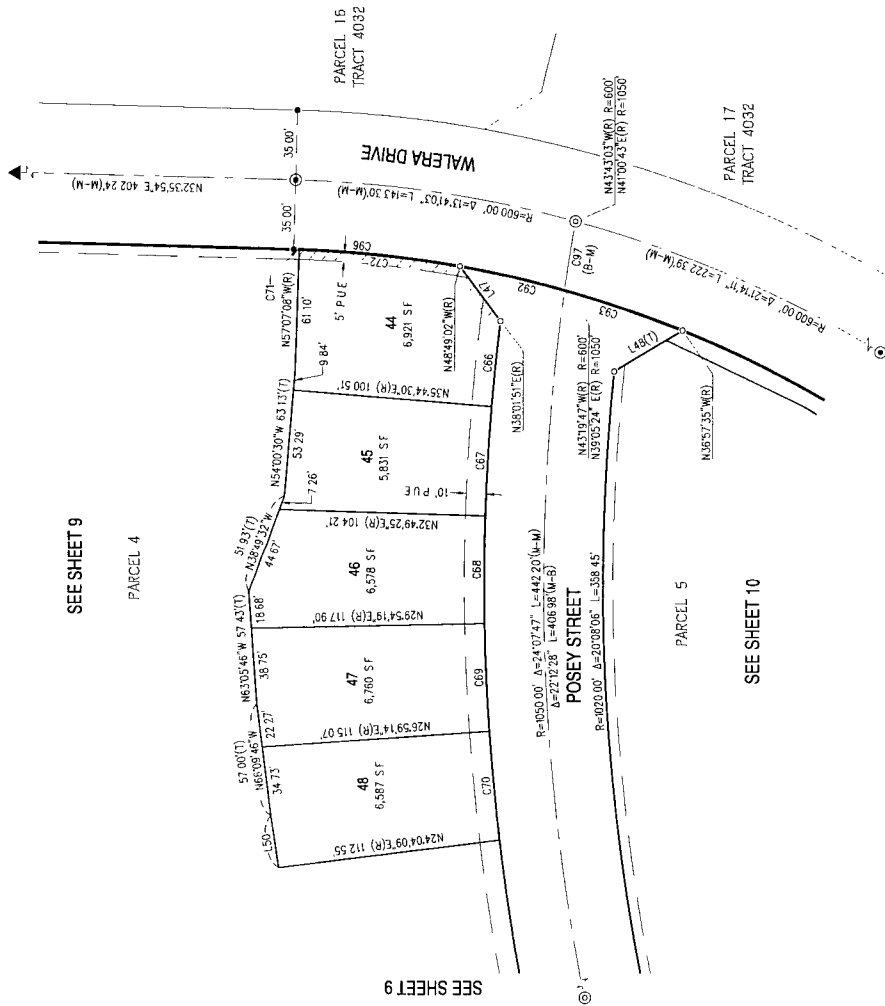 SEE SHEET 9
PARCEL 4
PARCEL 16
TRACT 4032
N32°35'54"E 402.24'(M-M)
35.00'
35.00'
WALERA DRIVE
R=600.00' Δ=13°41'03" L=143.30'(M-M)
C96
C71
C72
N57°07'08"W(R)
61.10'
9.84'
5' PUE
44
6,921 SF
N48°49'02"W(R)
L47
C92
C66
N38°01'51"E(R)
N35°44'30"E(R) 100.51'
N54°00'30"W 63.13'(T)
53.29'
7.26'
45
5,831 SF
10' PUE
C67
N32°49'25"E(R) 104.21'
51.93'(T)
N38°49'32"W
44.67'
46
6,578 SF
C68
N29°54'19"E(R) 117.90'
18.68'
N63°05'46"W 57.43'(T)
38.75'
47
6,760 SF
C69
N26°59'14"E(R) 115.07'
22.27'
57.00'(T)
N66°09'46"W
34.73'
48
6,587 SF
C70
L50
N24°04'09"E(R) 112.55'
N43°43'03"W(R) R=600'
N41°00'43"E(R) R=1050'
C97
(B-M)
C93
N43°19'47"W(R) R=600'
N39°05'24" E(R) R=1050'
L48(T)
N36°57'35"W(R)
R=600.00' Δ=21°14'11" L=222.39'(M-M)
PARCEL 17
TRACT 4032
R=1050.00' Δ=24°07'47" L=442.20'(M-M)
Δ=22°12'28" L=406.98'(M-B)
POSEY STREET
R=1020.00' Δ=20°08'06" L=358.45'
PARCEL 5
SEE SHEET 10
SEE SHEET 9